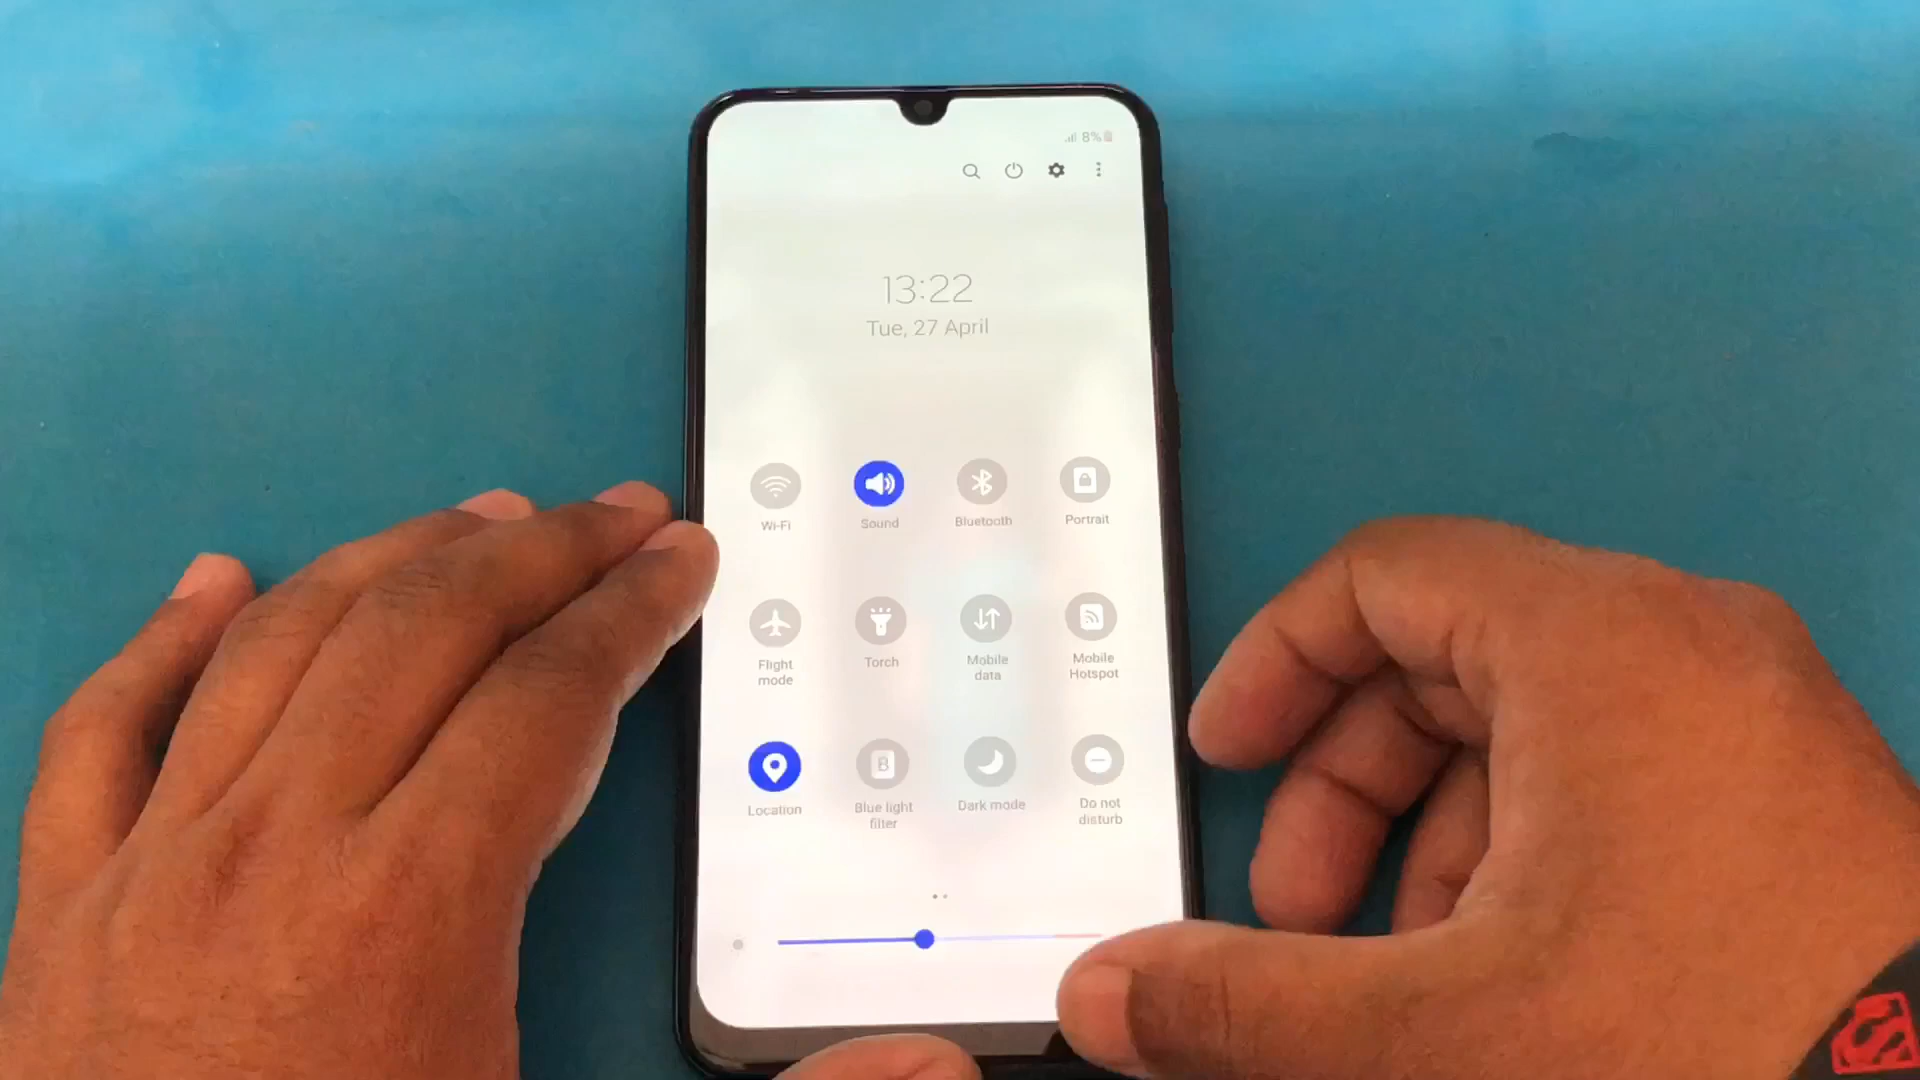 8%
13:22
Tue, 27 April
Wi-Fi
Sound
Bluetooth
Portrait
Flight
mode
Torch
Mobile
data
Mobile
Hotspot
Location
B
Blue light
filter
Dark mode
Do not
disturb